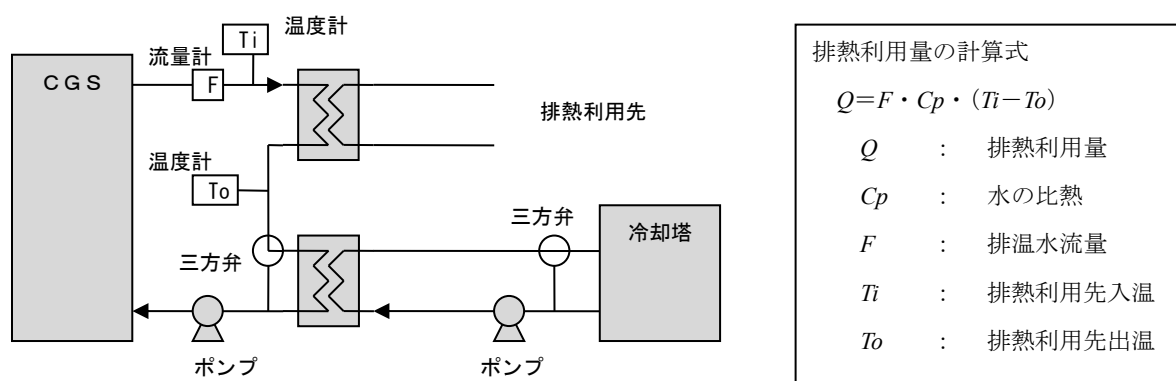 温度計
Ti
流量計
CGS
F
排熱利用先
温度計
To
三方弁
冷却塔
三方弁
ポンプ
ポンプ
排熱利用量の計算式
Q=F・Cp・(Ti－To)
Q : 排熱利用量
Cp : 水の比熱
F : 排温水流量
Ti : 排熱利用先入温
To : 排熱利用先出温